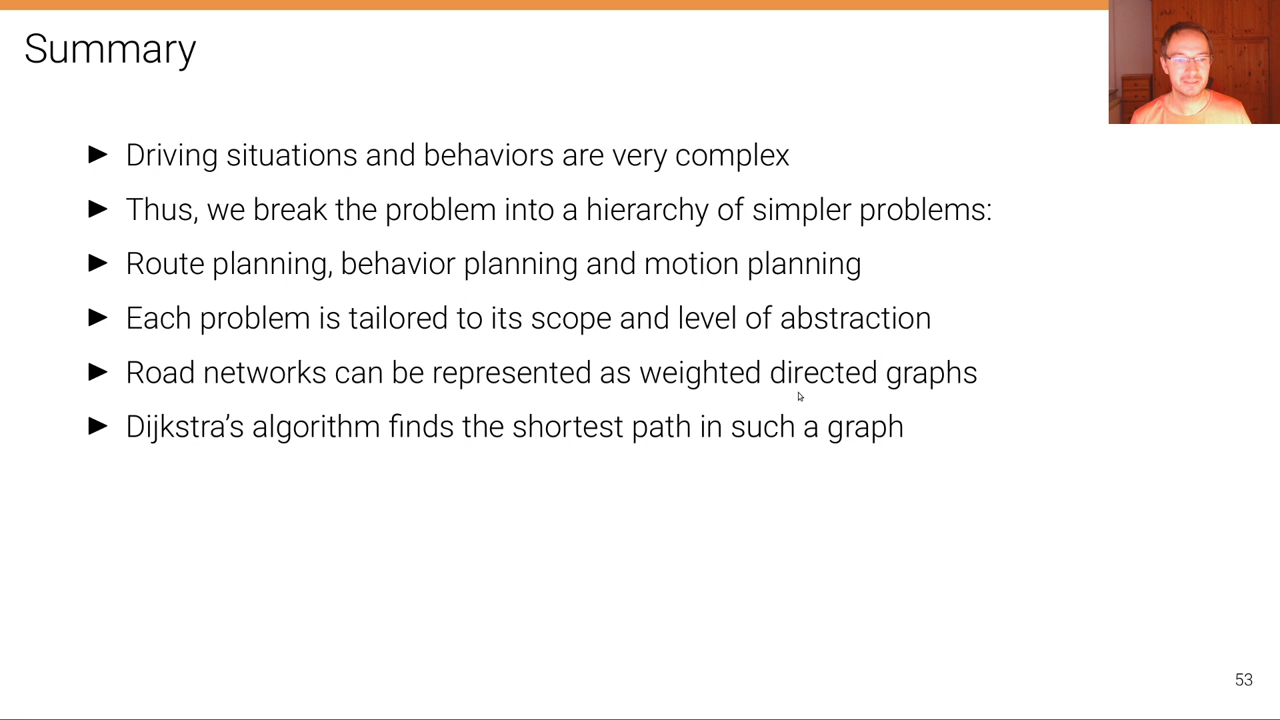 Summary
► Driving situations and behaviors are very complex
► Thus, we break the problem into a hierarchy of simpler problems:
► Route planning, behavior planning and motion planning
► Each problem is tailored to its scope and level of abstraction
► Road networks can be represented as weighted directed graphs
► Dijkstra’s algorithm finds the shortest path in such a graph
53